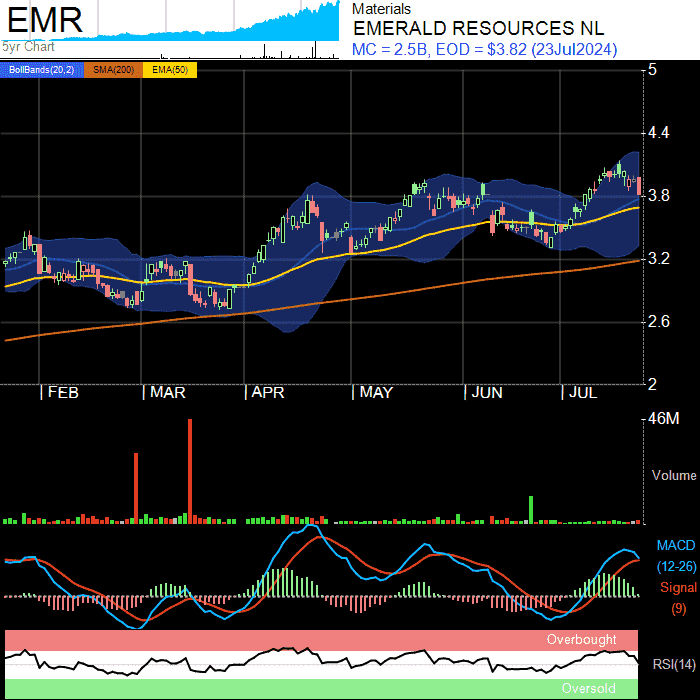 EMR
5yr Chart
Materials
EMERALD RESOURCES NL
MC = 2.5B, EOD = $3.82 (23Jul2024)
BollBands(20,2) SMA(200) EMA(50)
5
4.4
3.8
3.2
2.6
2
FEB MAR APR MAY JUN JUL
46M
Volume
MACD
(12-26)
Signal
(9)
Overbought
RSI(14)
Oversold